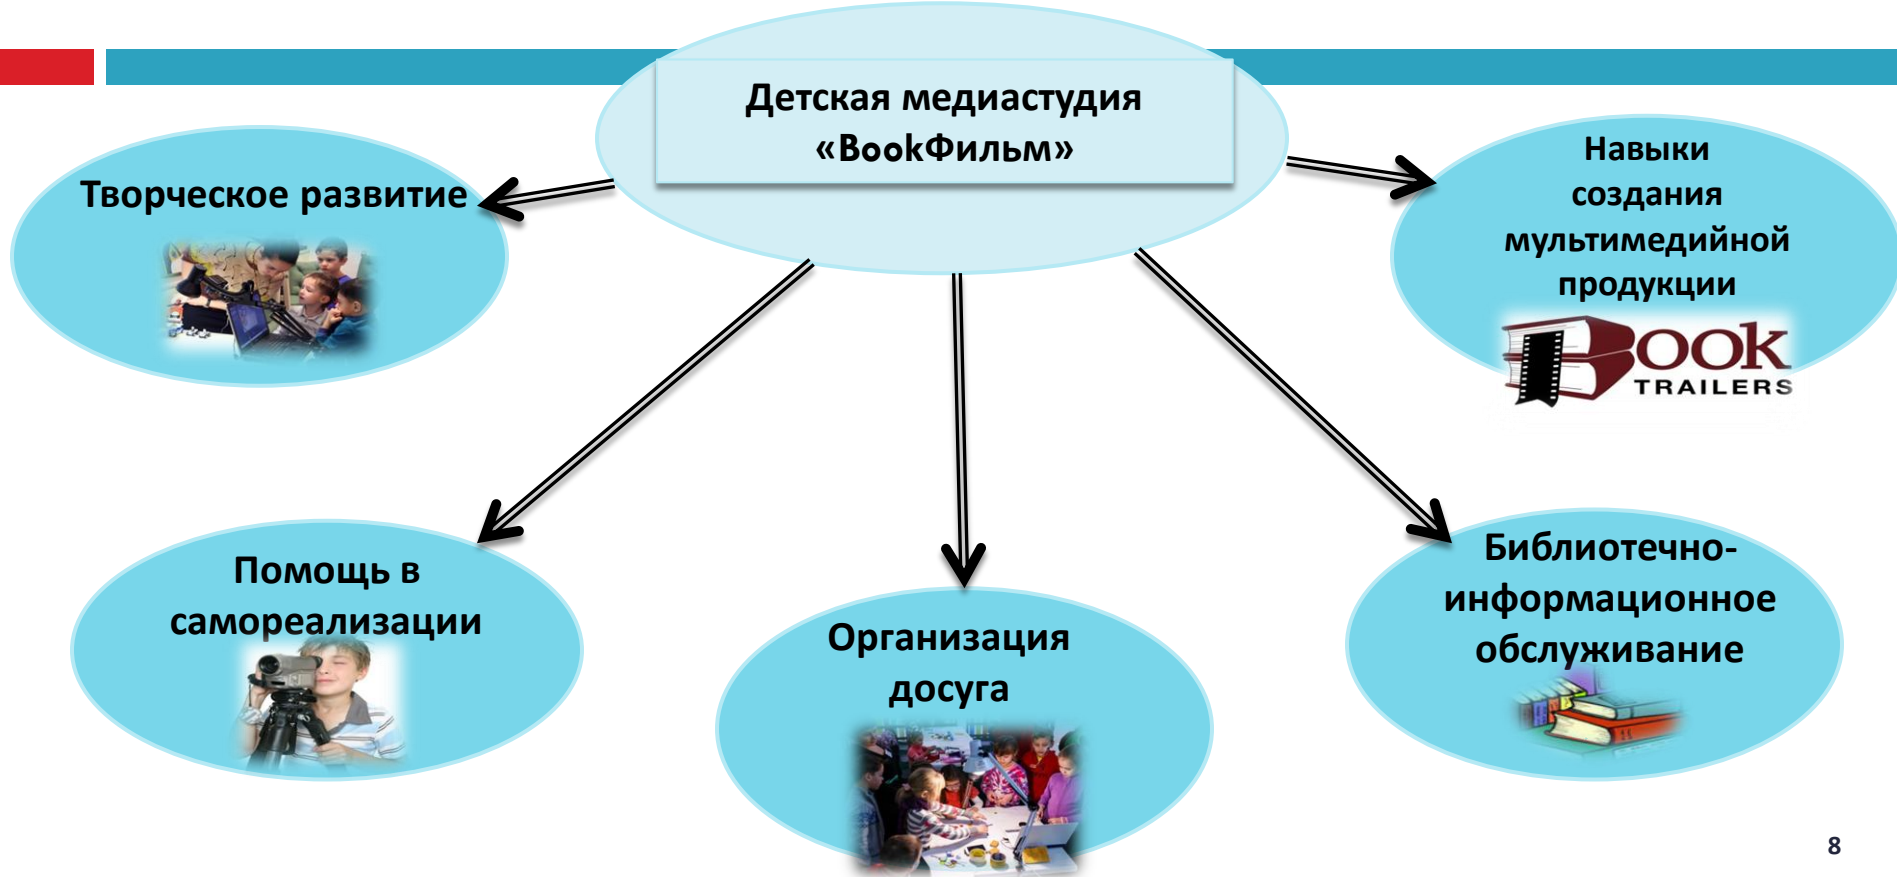 Детская медиастудия
«BookФильм»
Творческое развитие
Навыки
создания
мультимедийной
продукции
BOOK
TRAILERS
Помощь в
самореализации
Организация
досуга
Библиотечно-
информационное
обслуживание
8